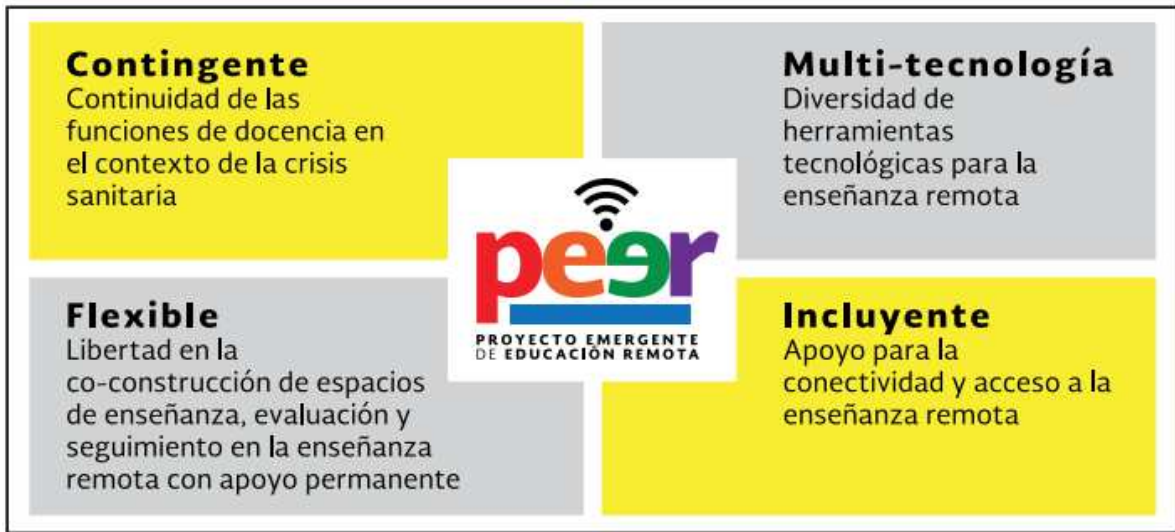 Contingente
Continuidad de las
funciones de docencia en
el contexto de la crisis
sanitaria
Multi-tecnología
Diversidad de
herramientas
tecnológicas para la
enseñanza remota
peer
PROYECTO EMERGENTE
DE EDUCACIÓN REMOTA
Flexible
Libertad en la
co-construcción de espacios
de enseñanza, evaluación y
seguimiento en la enseñanza
remota con apoyo permanente
Incluyente
Apoyo para la
conectividad y acceso a la
enseñanza remota